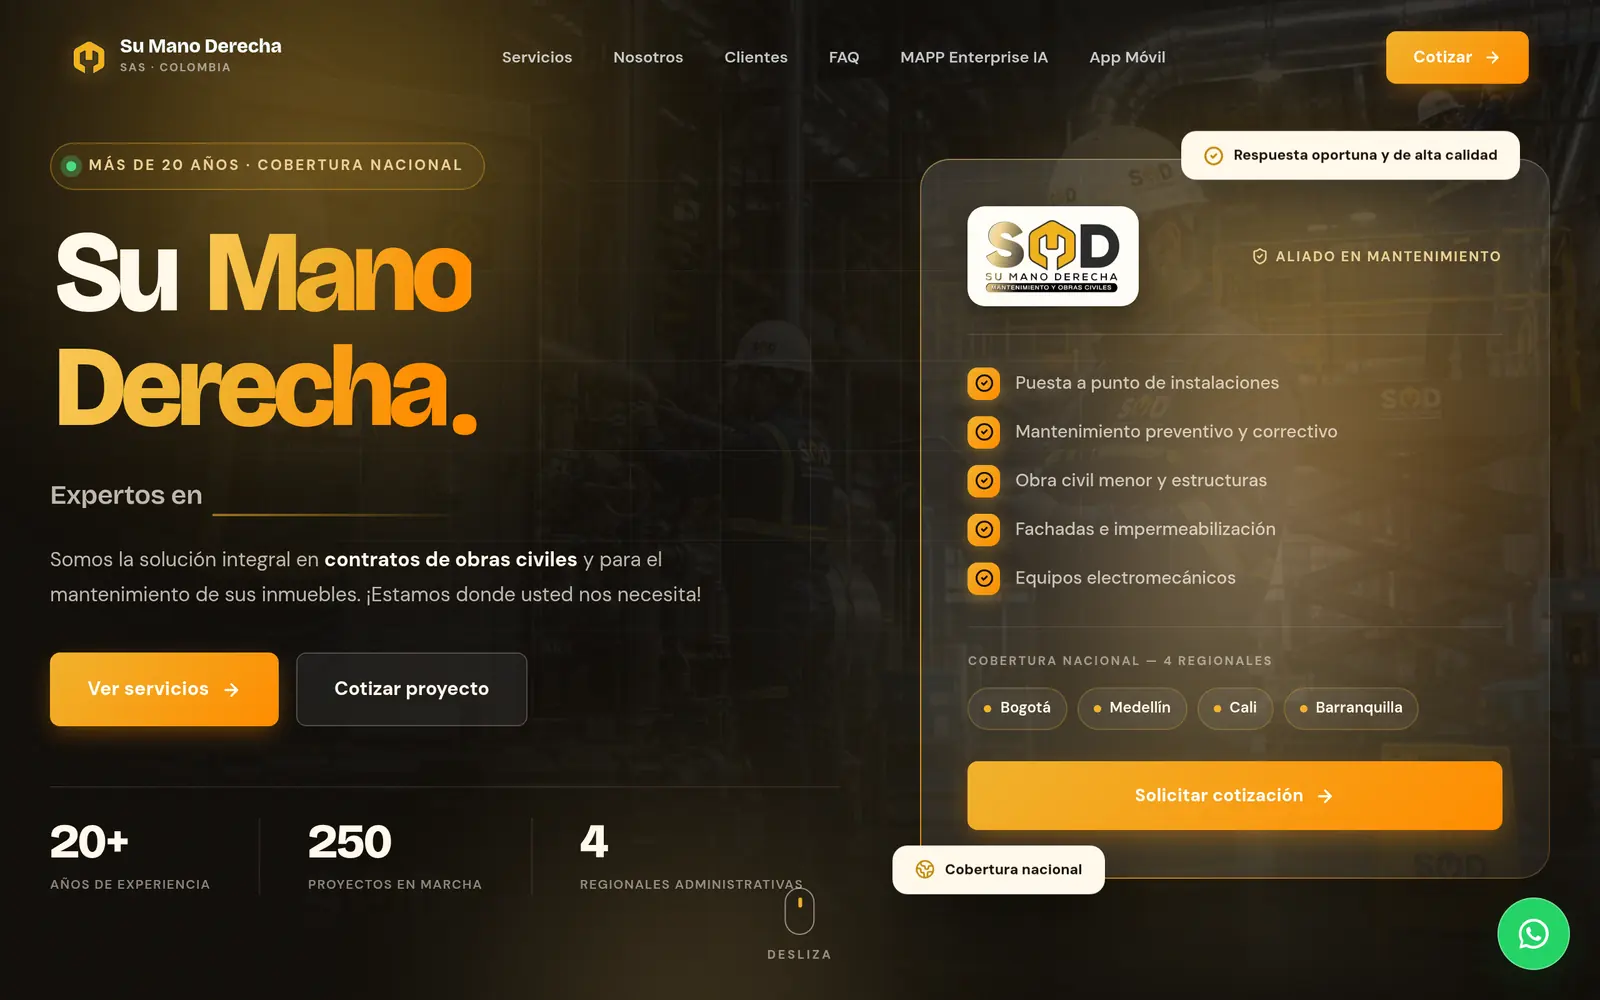 Su Mano Derecha
SAS · COLOMBIA
Servicios
Nosotros
Clientes
FAQ
MAPP Enterprise IA
App Móvil
Cotizar
MÁS DE 20 AÑOS · COBERTURA NACIONAL
Su Mano
Derecha.
Expertos en
Somos la solución integral en contratos de obras civiles y para el
mantenimiento de sus inmuebles. ¡Estamos donde usted nos necesita!
Ver servicios
Cotizar proyecto
20+
AÑOS DE EXPERIENCIA
250
PROYECTOS EN MARCHA
4
REGIONALES ADMINISTRATIVAS
DESLIZA
Respuesta oportuna y de alta calidad
SMD
SU MANO DERECHA
MANTENIMIENTO Y OBRAS CIVILES
ALIADO EN MANTENIMIENTO
Puesta a punto de instalaciones
Mantenimiento preventivo y correctivo
Obra civil menor y estructuras
Fachadas e impermeabilización
Equipos electromecánicos
COBERTURA NACIONAL — 4 REGIONALES
Bogotá
Medellín
Cali
Barranquilla
Solicitar cotización
Cobertura nacional